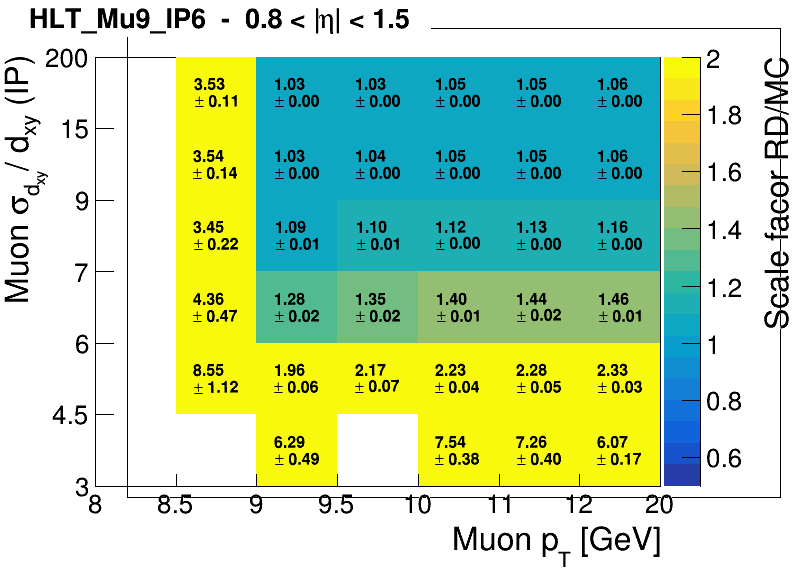 HLT_Mu9_IP6 - 0.8 < |η| < 1.5
200
3.53 1.03 1.03 1.05 1.05 1.06
± 0.11 ± 0.00 ± 0.00 ± 0.00 ± 0.00 ± 0.00
15
3.54 1.03 1.04 1.05 1.05 1.06
± 0.14 ± 0.00 ± 0.00 ± 0.00 ± 0.00 ± 0.00
9
3.45 1.09 1.10 1.12 1.13 1.16
± 0.22 ± 0.01 ± 0.01 ± 0.00 ± 0.00 ± 0.00
7
4.36 1.28 1.35 1.40 1.44 1.46
± 0.47 ± 0.02 ± 0.02 ± 0.01 ± 0.02 ± 0.01
6
8.55 1.96 2.17 2.23 2.28 2.33
± 1.12 ± 0.06 ± 0.07 ± 0.04 ± 0.05 ± 0.03
4.5
6.29 7.54 7.26 6.07
± 0.49 ± 0.38 ± 0.40 ± 0.17
3
8 8.5 9 9.5 10 11 12 20
Muon p_T [GeV]
Muon σ_{d_{xy}} / d_{xy} (IP)
2
1.8
1.6
1.4
1.2
1
0.8
0.6
Scale facor RD/MC